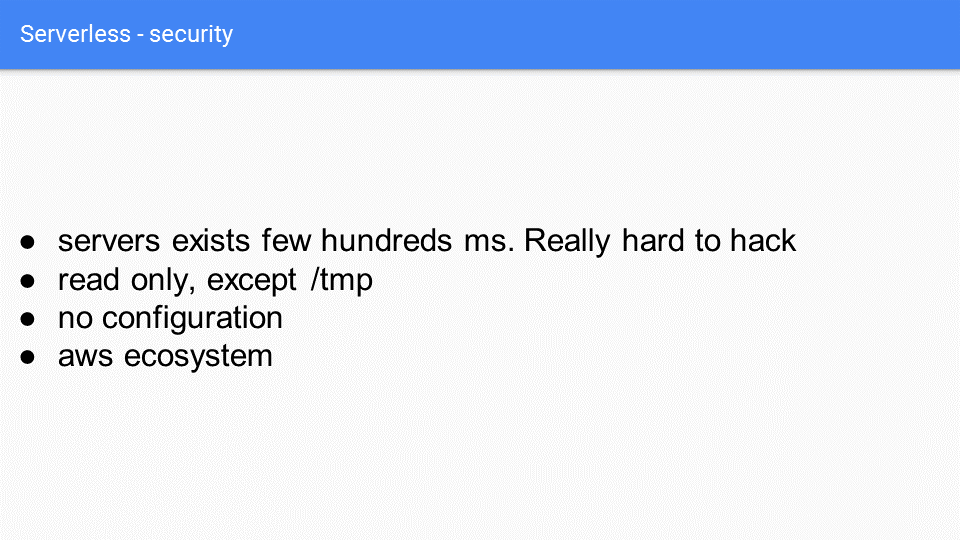 Serverless - security
● servers exists few hundreds ms. Really hard to hack
● read only, except /tmp
● no configuration
● aws ecosystem